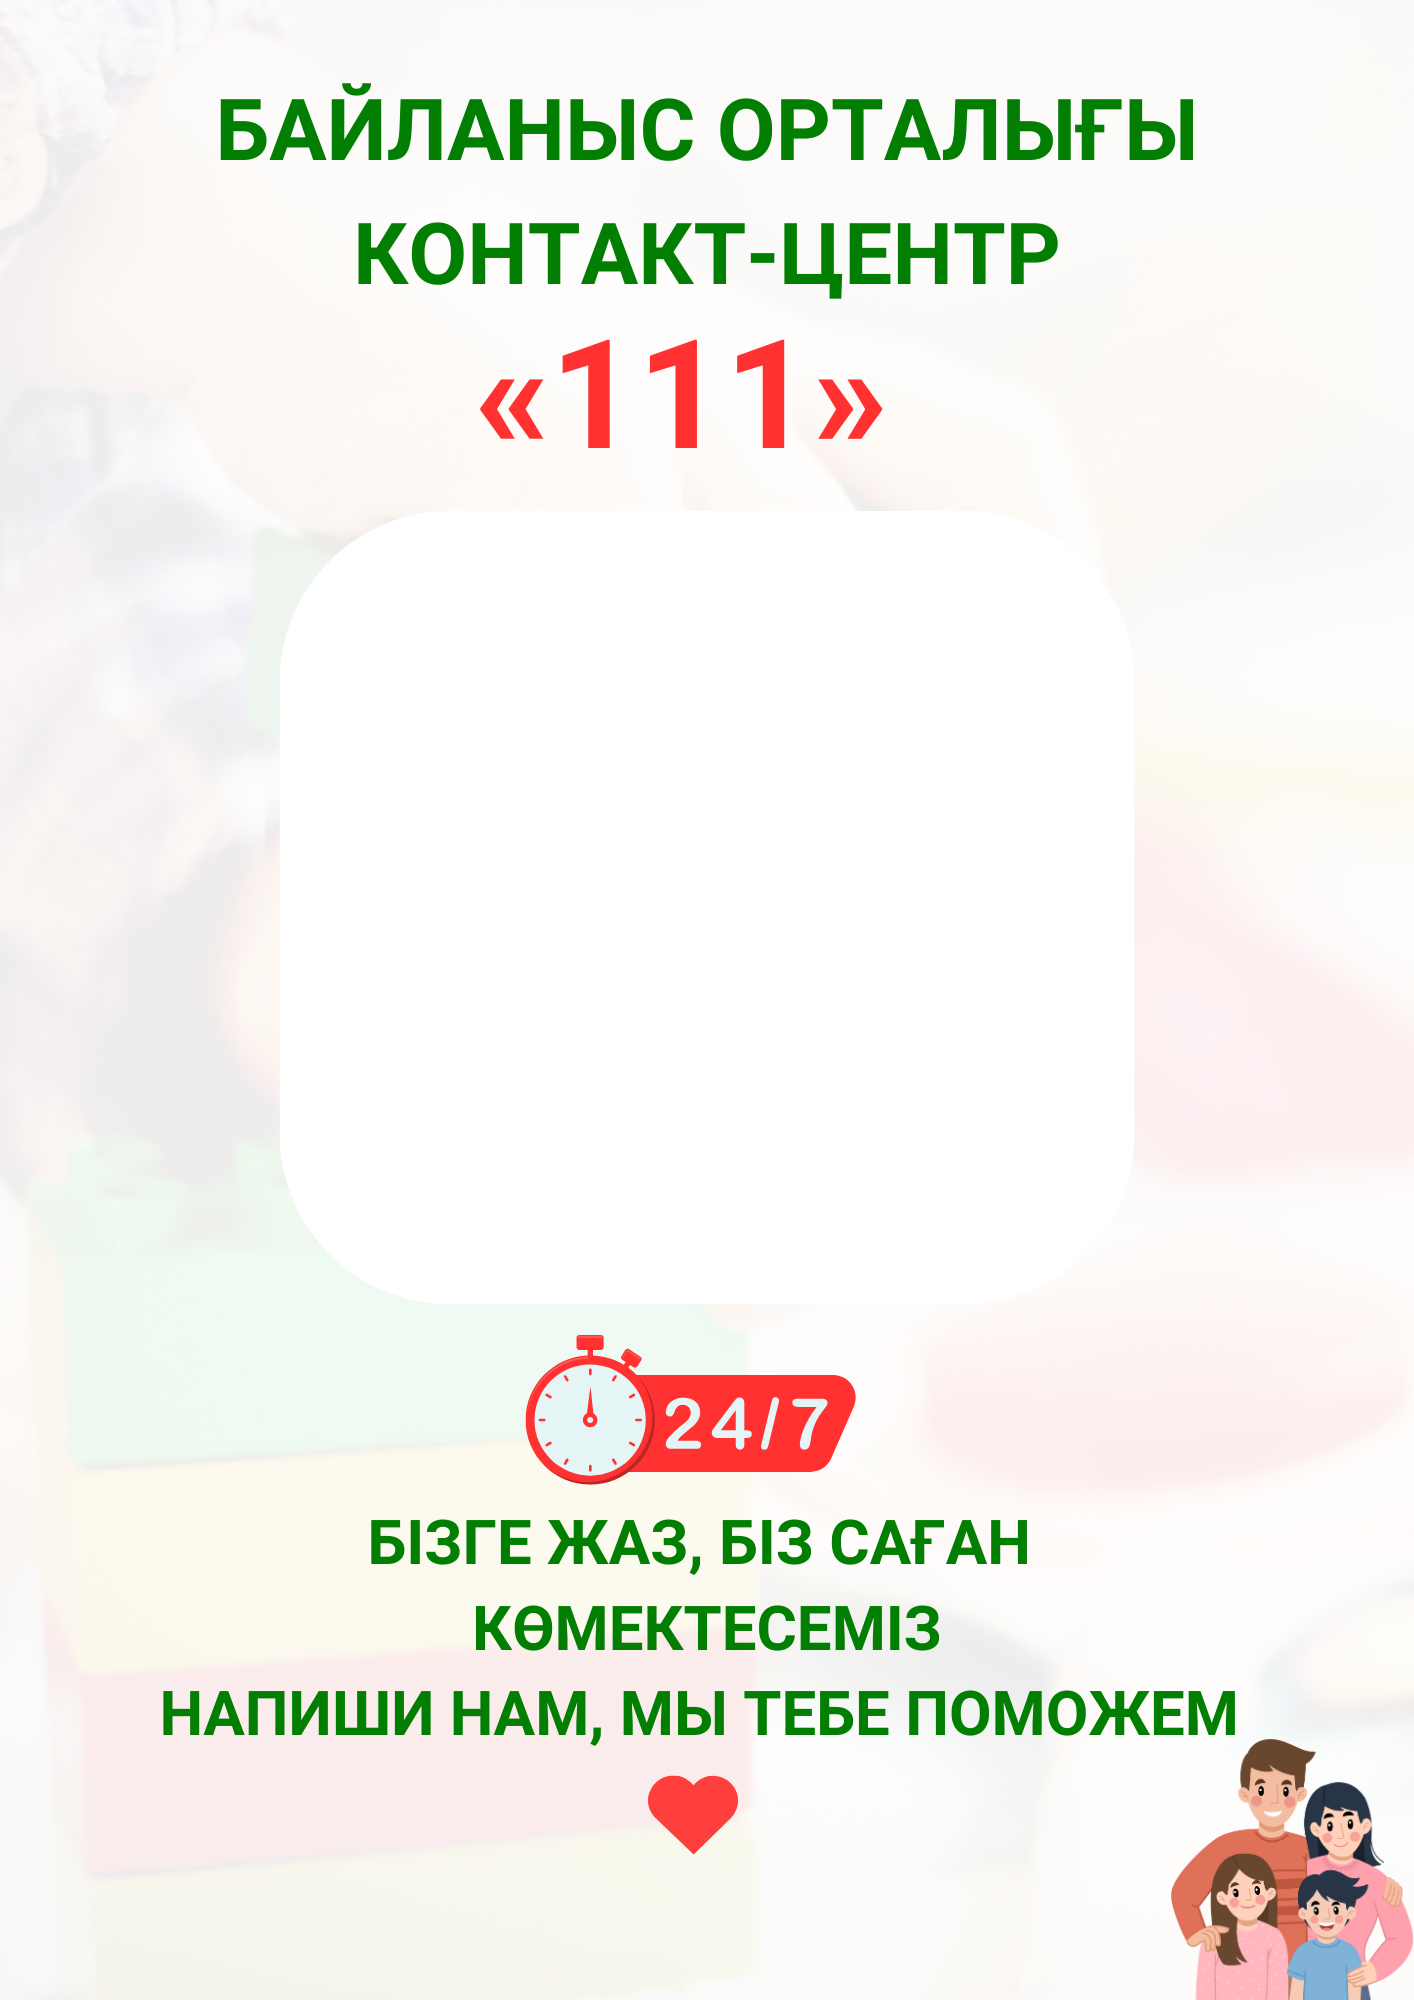 БАЙЛАНЫС ОРТАЛЫҒЫ
КОНТАКТ-ЦЕНТР
«111»
24/7
БІЗГЕ ЖАЗ, БІЗ САҒАН
КӨМЕКТЕСЕМІЗ
НАПИШИ НАМ, МЫ ТЕБЕ ПОМОЖЕМ